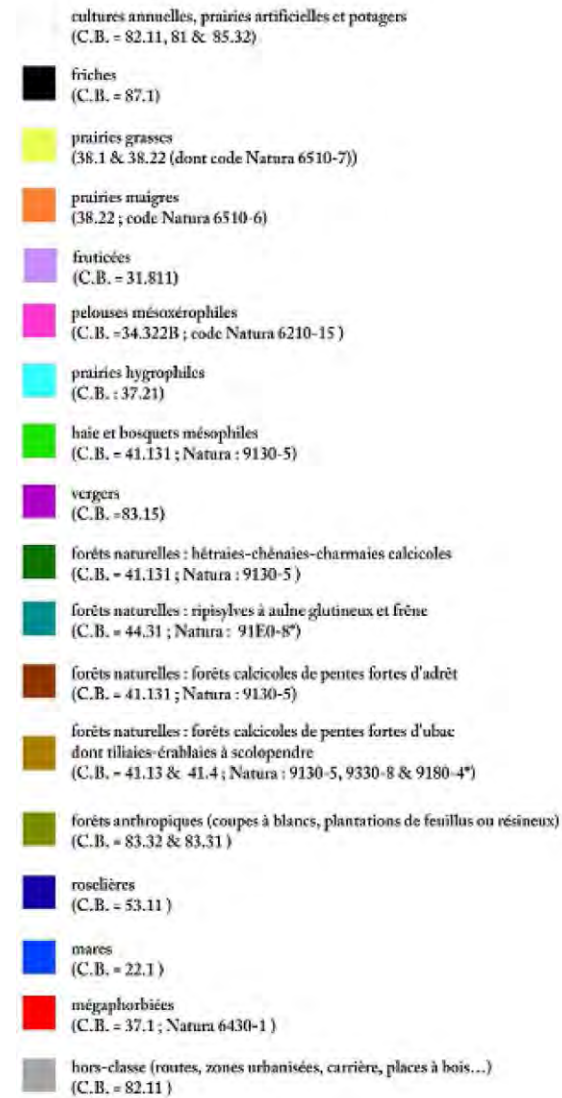 cultures annuelles, prairies artificielles et potagers
(C.B. = 82.11, 81 & 85.32)
friches
(C.B. = 87.1)
prairies grasses
(38.1 & 38.22 (dont code Natura 6510-7))
prairies maigres
(38.22 ; code Natura 6510-6)
fruticées
(C.B. = 31.811)
pelouses mésoxérophiles
(C.B. =34.322B ; code Natura 6210-15 )
prairies hygrophiles
(C.B. : 37.21)
haie et bosquets mésophiles
(C.B. = 41.131 ; Natura : 9130-5)
vergers
(C.B. =83.15)
forêts naturelles : hêtraies-chênaies-charmaies calcicoles
(C.B. = 41.131 ; Natura : 9130-5 )
forêts naturelles : ripisylves à aulne glutineux et frêne
(C.B. = 44.31 ; Natura : 91E0-8*)
forêts naturelles : forêts calcicoles de pentes fortes d'adrêt
(C.B. = 41.131 ; Natura : 9130-5)
forêts naturelles : forêts calcicoles de pentes fortes d'ubac
dont tiliaies-érablaies à scolopendre
(C.B. = 41.13 & 41.4 ; Natura : 9130-5, 9330-8 & 9180-4*)
forêts anthropiques (coupes à blancs, plantations de feuillus ou résineux)
(C.B. = 83.32 & 83.31 )
roselières
(C.B. = 53.11 )
mares
(C.B. = 22.1 )
mégaphorbiées
(C.B. = 37.1 ; Natura 6430-1 )
hors-classe (routes, zones urbanisées, carrière, places à bois...)
(C.B. = 82.11 )